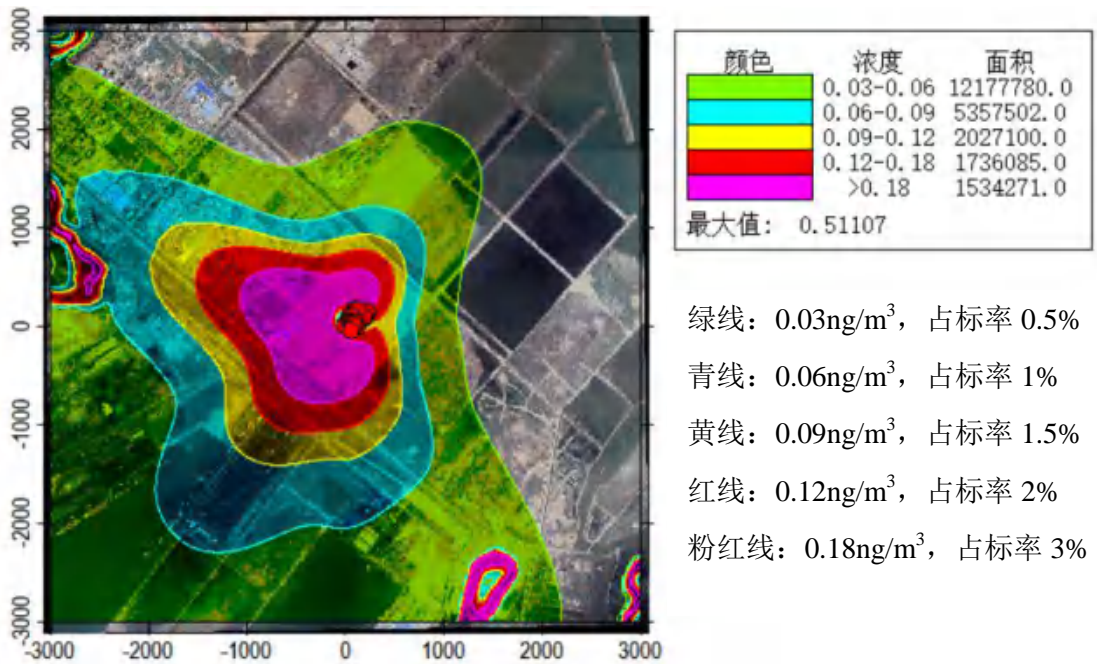 3000
2000
1000
0
-1000
-2000
-3000
-3000 -2000 -1000 0 1000 2000 3000
颜色 浓度 面积
0.03-0.06 12177780.0
0.06-0.09 5357502.0
0.09-0.12 2027100.0
0.12-0.18 1736085.0
>0.18 1534271.0
最大值: 0.51107
绿线：0.03ng/m³，占标率 0.5%
青线：0.06ng/m³，占标率 1%
黄线：0.09ng/m³，占标率 1.5%
红线：0.12ng/m³，占标率 2%
粉红线：0.18ng/m³，占标率 3%